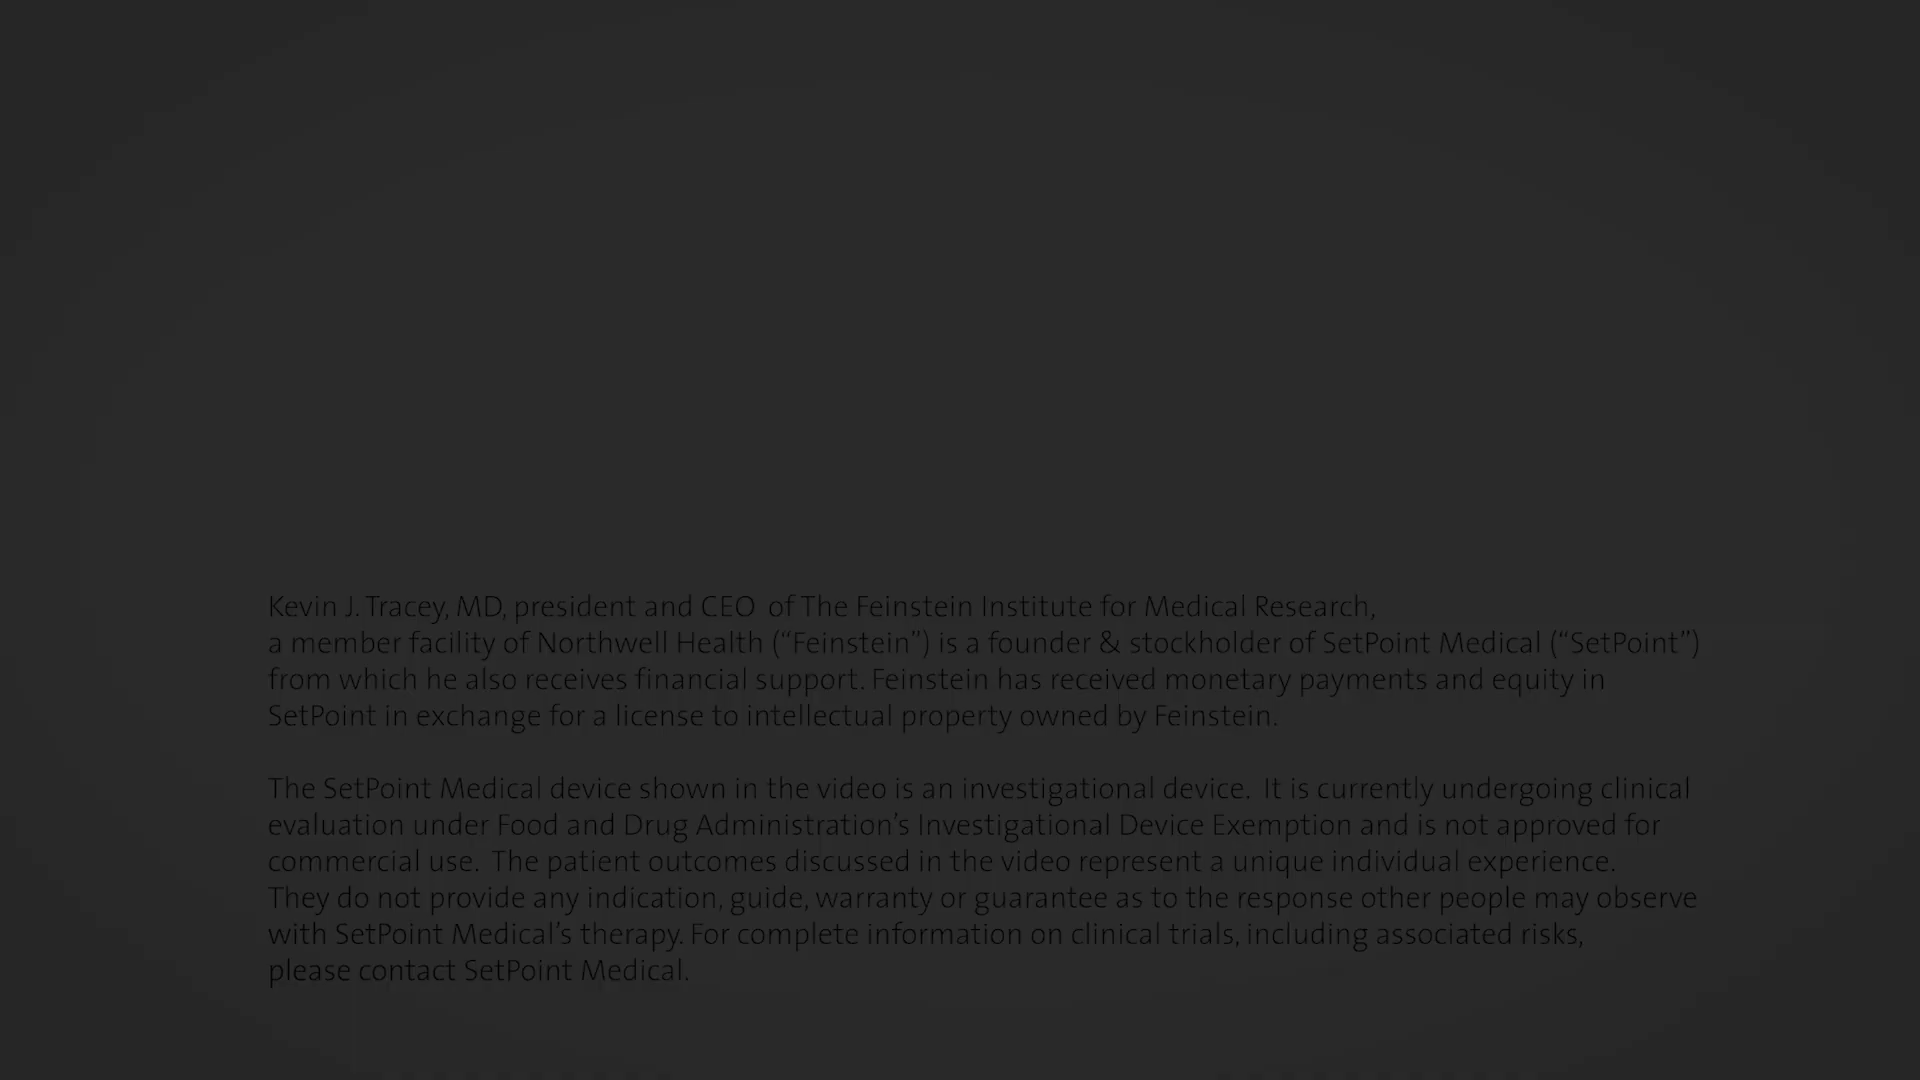 Kevin J. Tracey, MD, president and CEO  of The Feinstein Institute for Medical Research,
a member facility of Northwell Health (“Feinstein”) is a founder & stockholder of SetPoint Medical (“SetPoint”)
from which he also receives financial support. Feinstein has received monetary payments and equity in
SetPoint in exchange for a license to intellectual property owned by Feinstein.
The SetPoint Medical device shown in the video is an investigational device.  It is currently undergoing clinical
evaluation under Food and Drug Administration’s Investigational Device Exemption and is not approved for
commercial use.  The patient outcomes discussed in the video represent a unique individual experience.
They do not provide any indication, guide, warranty or guarantee as to the response other people may observe
with SetPoint Medical’s therapy. For complete information on clinical trials, including associated risks,
please contact SetPoint Medical.